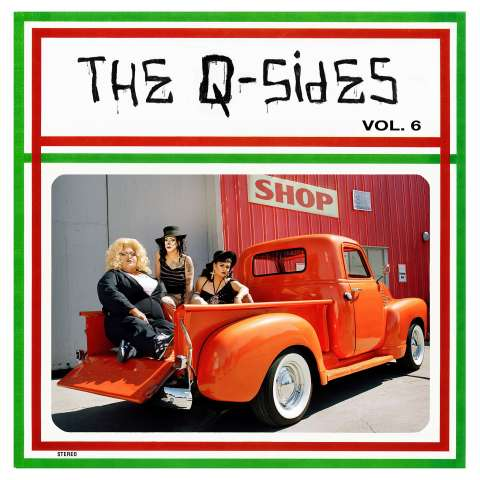 THE Q-SidES
VOL. 6
SHOP
STEREO